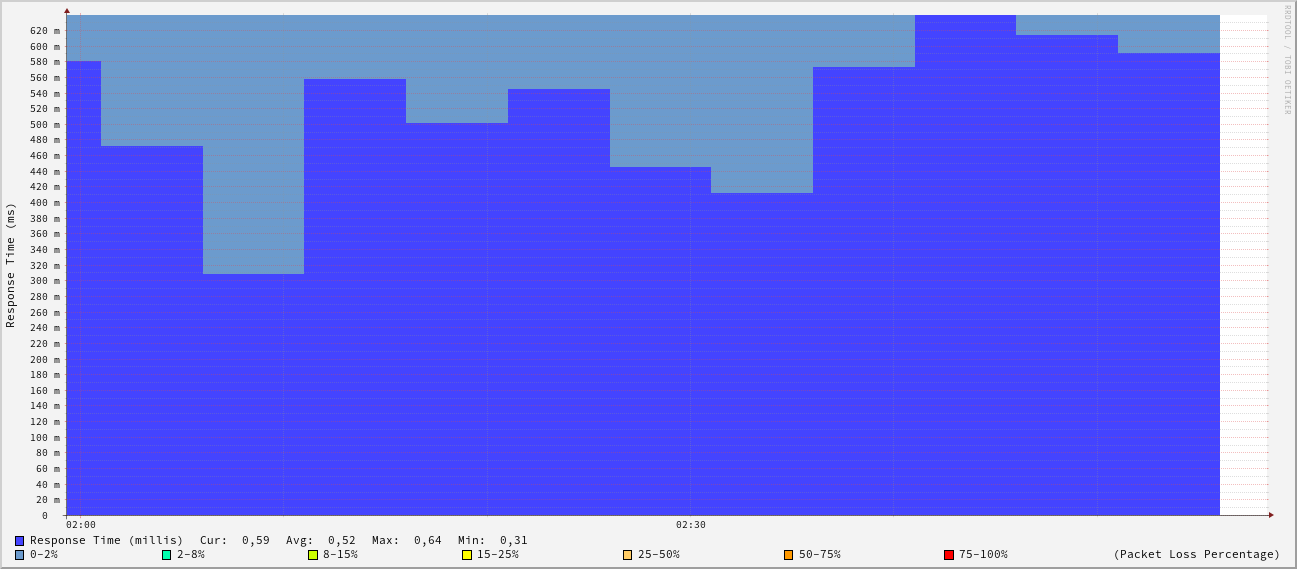 RRDTOOL / TOBI OETIKER
Response Time (ms)
620 m
600 m
580 m
560 m
540 m
520 m
500 m
480 m
460 m
440 m
420 m
400 m
380 m
360 m
340 m
320 m
300 m
280 m
260 m
240 m
220 m
200 m
180 m
160 m
140 m
120 m
100 m
80 m
60 m
40 m
20 m
0
02:00 02:30
Response Time (millis) Cur: 0,59 Avg: 0,52 Max: 0,64 Min: 0,31
0-2% 2-8% 8-15% 15-25% 25-50% 50-75% 75-100% (Packet Loss Percentage)